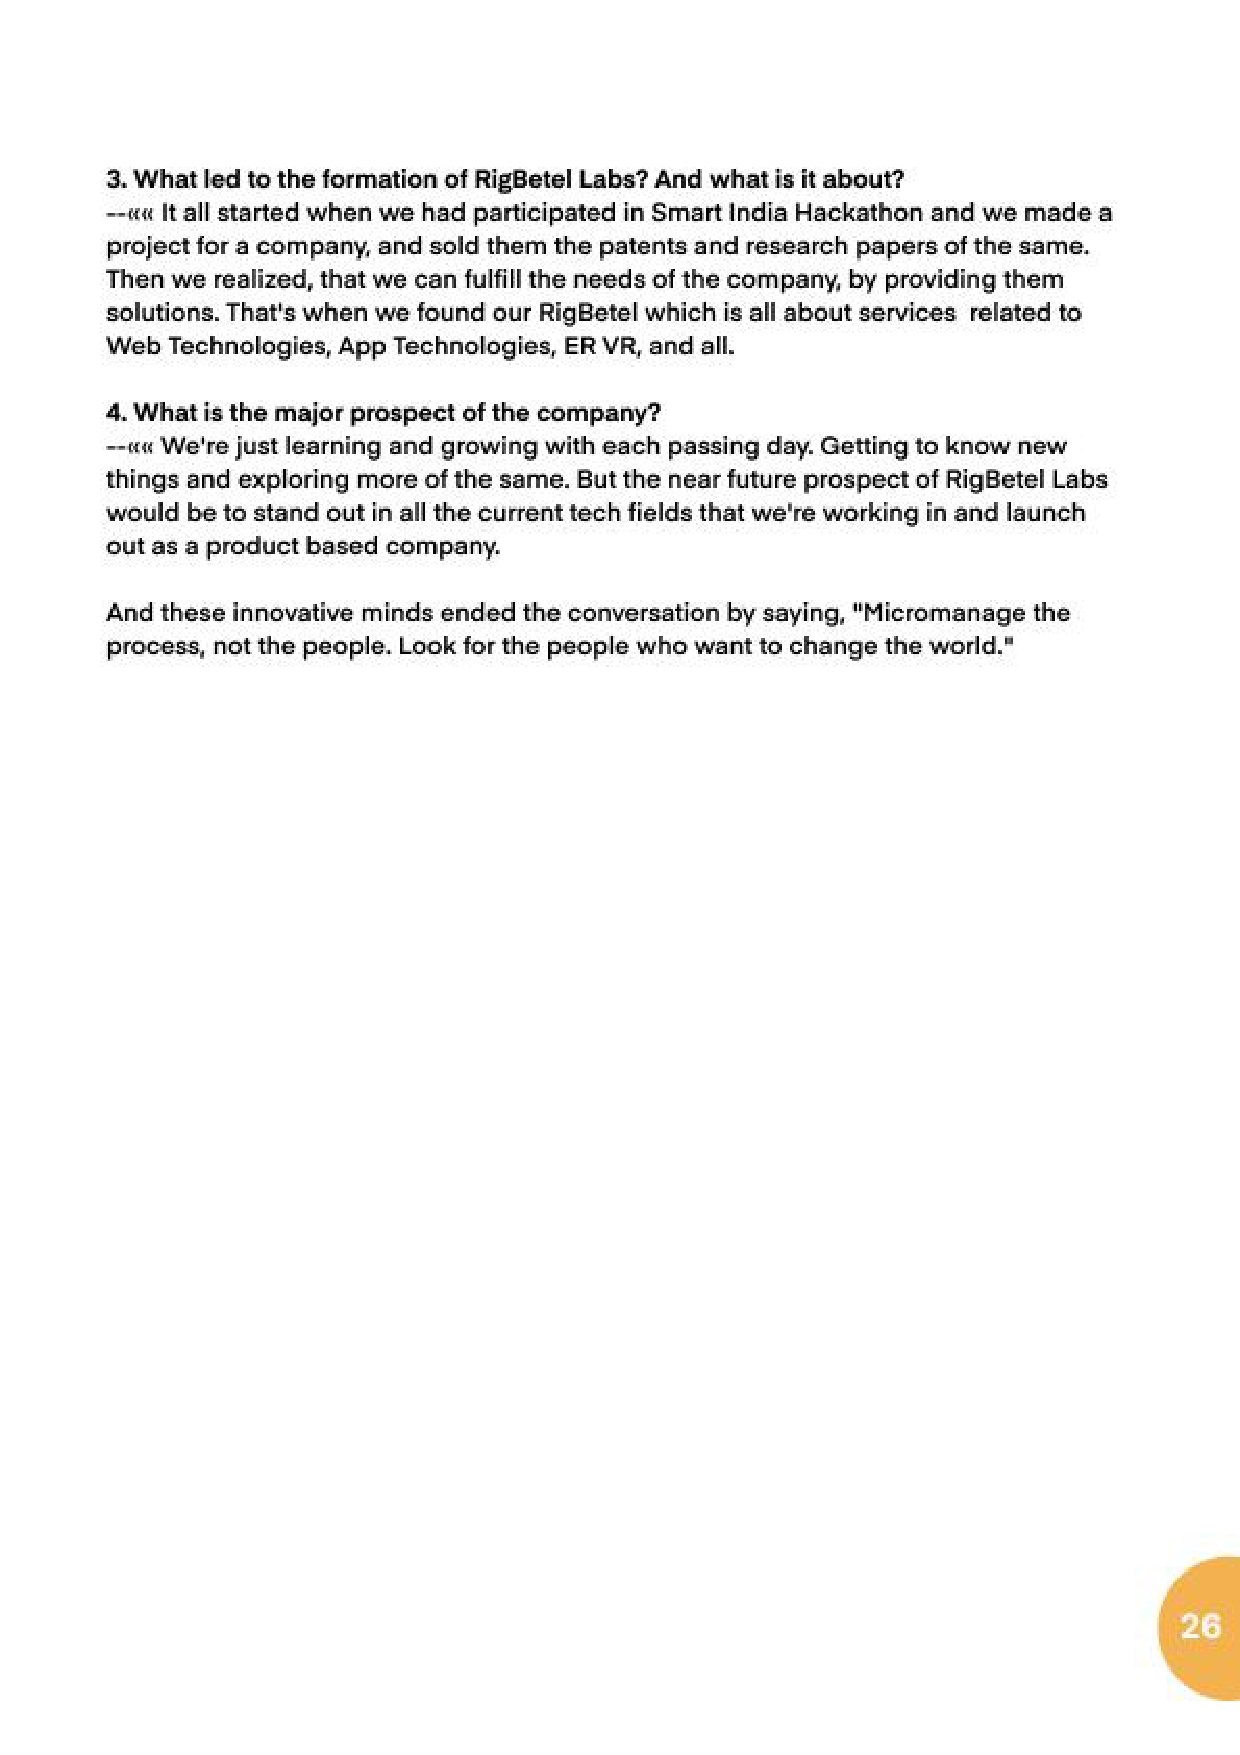 3. What led to the formation of RigBetel Labs? And what is it about?
--««« It all started when we had participated in Smart India Hackathon and we made a
project for a company, and sold them the patents and research papers of the same.
Then we realized, that we can fulfill the needs of the company, by providing them
solutions. That's when we found our RigBetel which is all about services  related to
Web Technologies, App Technologies, ER VR, and all.
4. What is the major prospect of the company?
--««« We're just learning and growing with each passing day. Getting to know new
things and exploring more of the same. But the near future prospect of RigBetel Labs
would be to stand out in all the current tech fields that we're working in and launch
out as a product based company.
And these innovative minds ended the conversation by saying, "Micromanage the
process, not the people. Look for the people who want to change the world."
26